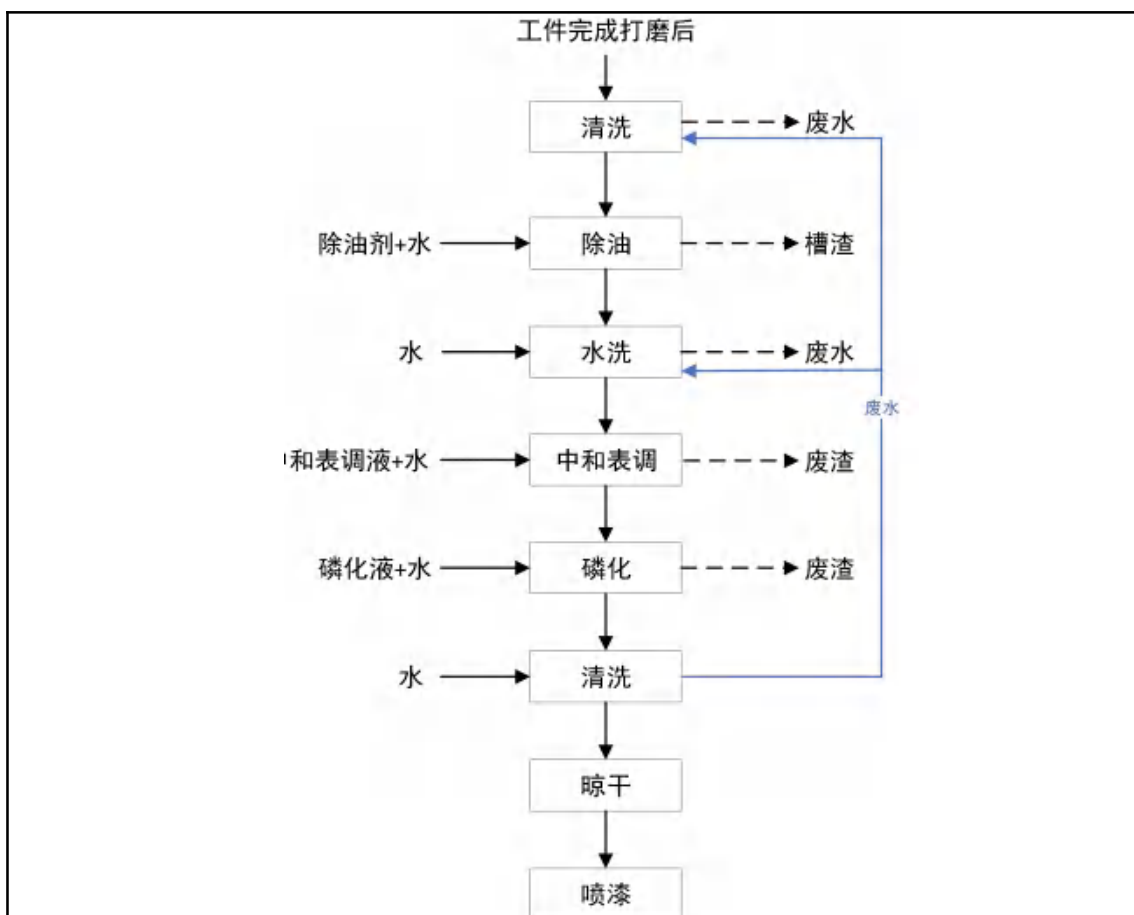 工件完成打磨后
清洗
废水
除油剂+水
除油
槽渣
水
水洗
废水
废水
和表调液+水
中和表调
废渣
磷化液+水
磷化
废渣
水
清洗
晾干
喷漆